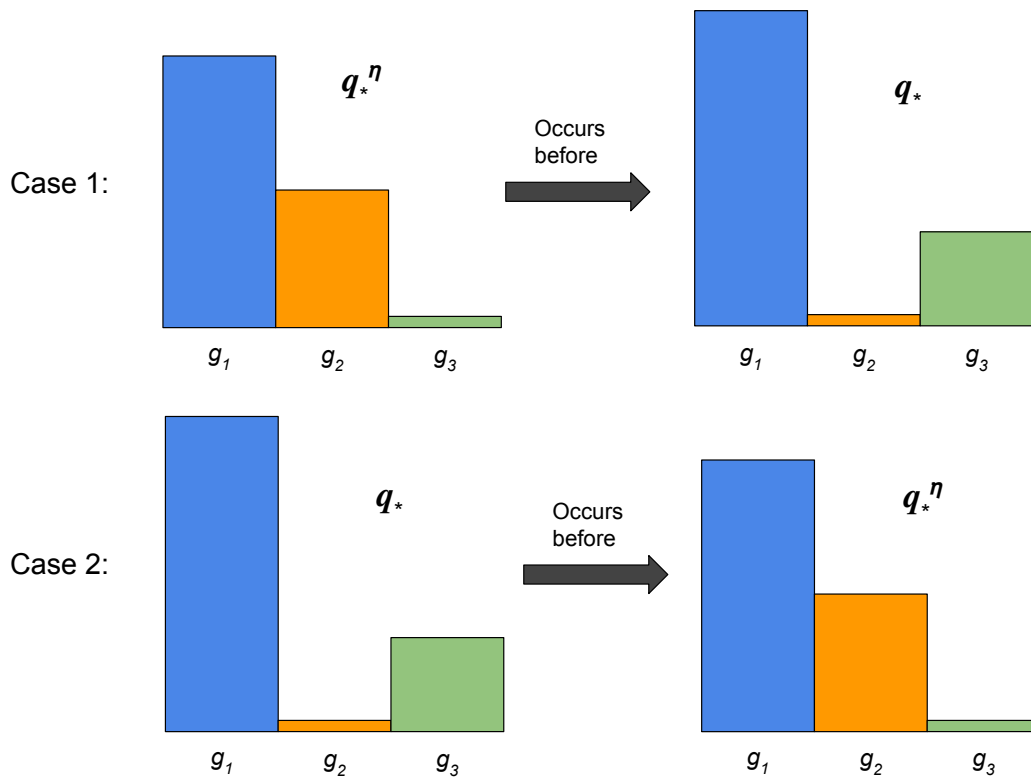 q*^η
q*
Occurs
before
Case 1:
g1
g2
g3
g1
g2
g3
q*
q*^η
Occurs
before
Case 2:
g1
g2
g3
g1
g2
g3